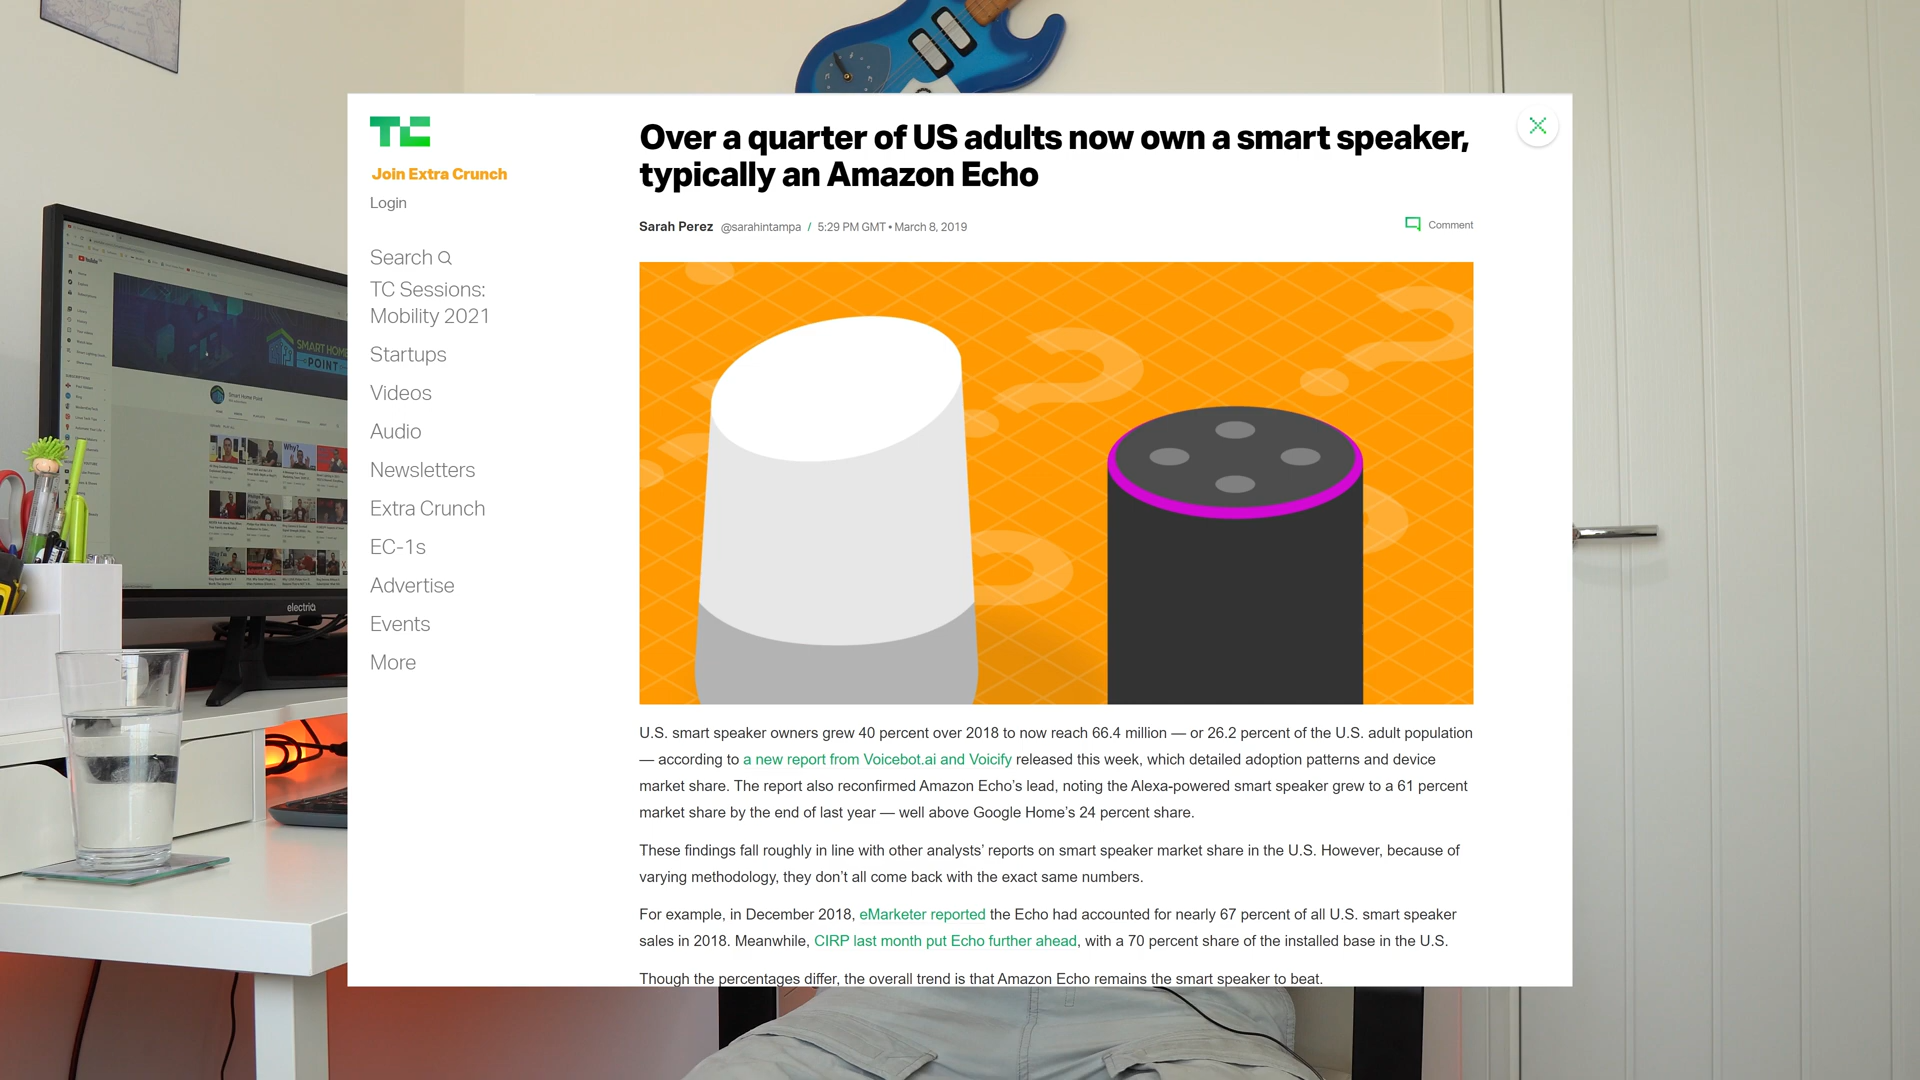 TC
Join Extra Crunch
Login
Search
TC Sessions:
Mobility 2021
Startups
Videos
Audio
Newsletters
Extra Crunch
EC-1s
Advertise
Events
More
Over a quarter of US adults now own a smart speaker,
typically an Amazon Echo
Sarah Perez @sarahintampa / 5:29 PM GMT • March 8, 2019
Comment
U.S. smart speaker owners grew 40 percent over 2018 to now reach 66.4 million — or 26.2 percent of the U.S. adult population
— according to a new report from Voicebot.ai and Voicify released this week, which detailed adoption patterns and device
market share. The report also reconfirmed Amazon Echo’s lead, noting the Alexa-powered smart speaker grew to a 61 percent
market share by the end of last year — well above Google Home’s 24 percent share.
These findings fall roughly in line with other analysts’ reports on smart speaker market share in the U.S. However, because of
varying methodology, they don’t all come back with the exact same numbers.
For example, in December 2018, eMarketer reported the Echo had accounted for nearly 67 percent of all U.S. smart speaker
sales in 2018. Meanwhile, CIRP last month put Echo further ahead, with a 70 percent share of the installed base in the U.S.
Though the percentages differ, the overall trend is that Amazon Echo remains the smart speaker to beat.
YouTube
SMART HOME
POINT
Smart Home Point
Why?
electriq